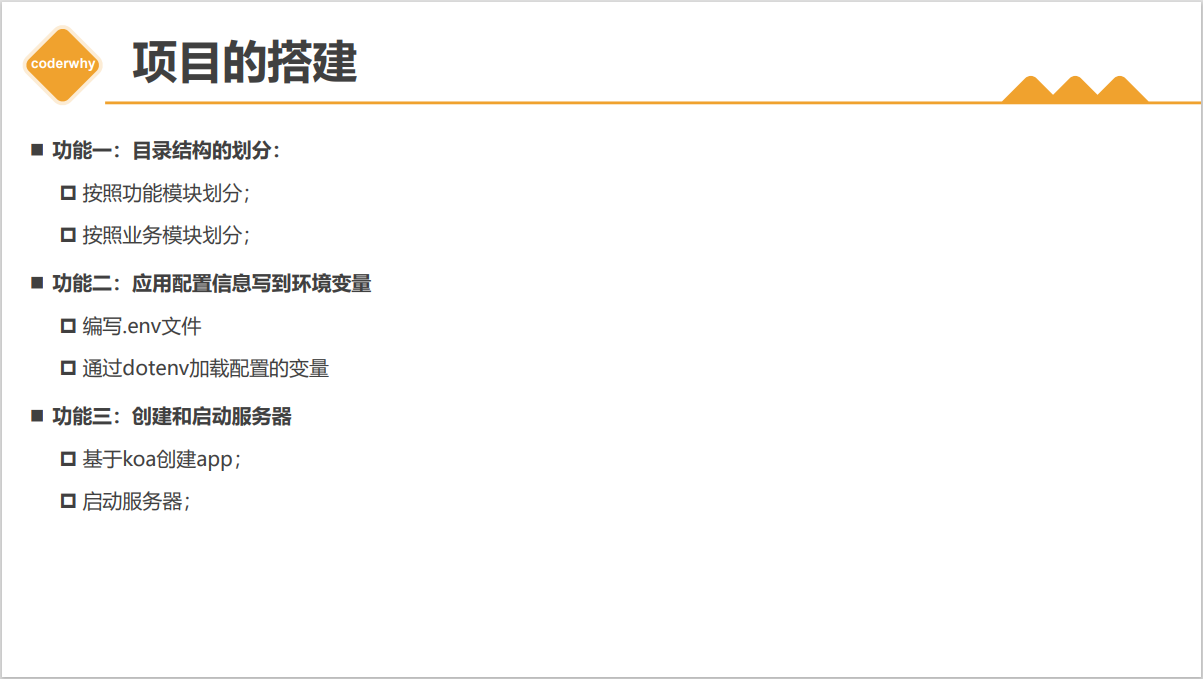 coderwhy
项目的搭建
功能一：目录结构的划分：
按照功能模块划分；
按照业务模块划分；
功能二：应用配置信息写到环境变量
编写.env文件
通过dotenv加载配置的变量
功能三：创建和启动服务器
基于koa创建app；
启动服务器；